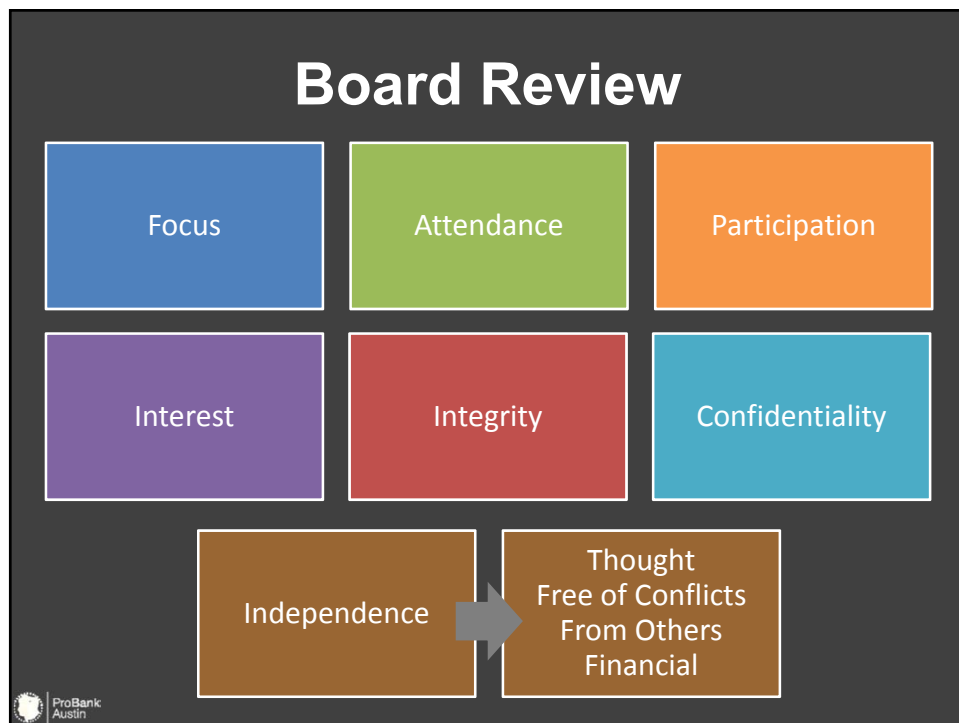 Board Review
Focus
Attendance
Participation
Interest
Integrity
Confidentiality
Independence
Thought
Free of Conflicts
From Others
Financial
ProBank
Austin